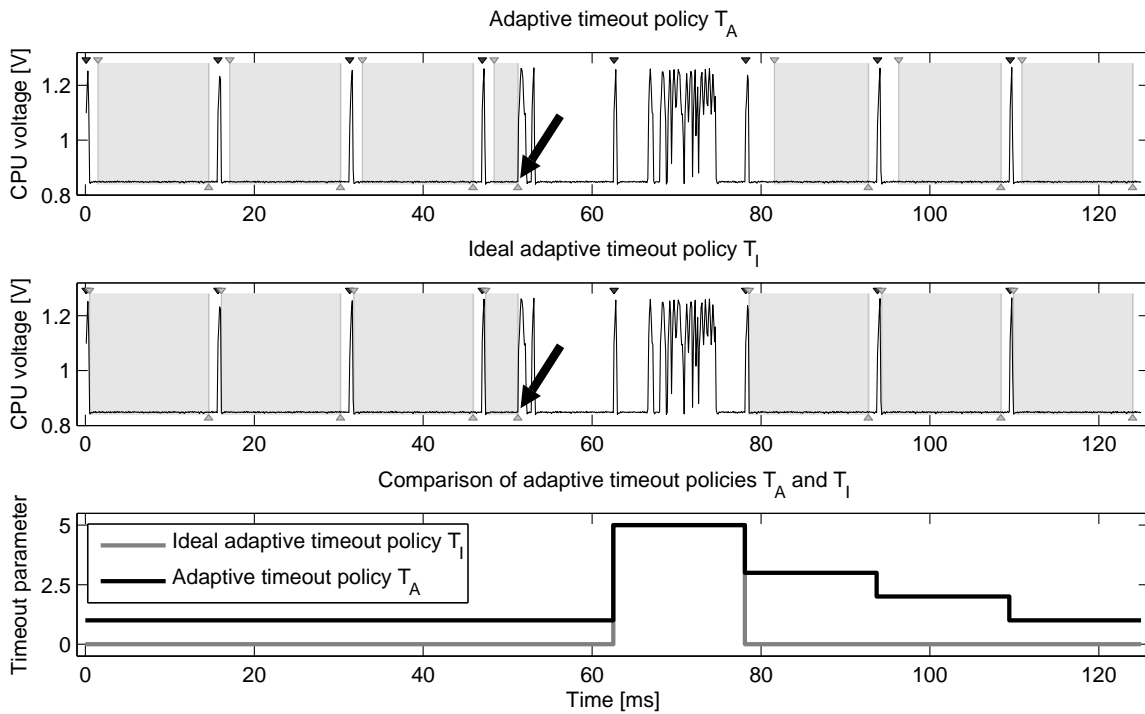 Adaptive timeout policy T_A
CPU voltage [V]
1.2
1
0.8
0 20 40 60 80 100 120
Ideal adaptive timeout policy T_I
CPU voltage [V]
1.2
1
0.8
0 20 40 60 80 100 120
Comparison of adaptive timeout policies T_A and T_I
Timeout parameter
5
2.5
0
Ideal adaptive timeout policy T_I
Adaptive timeout policy T_A
0 20 40 60 80 100 120
Time [ms]